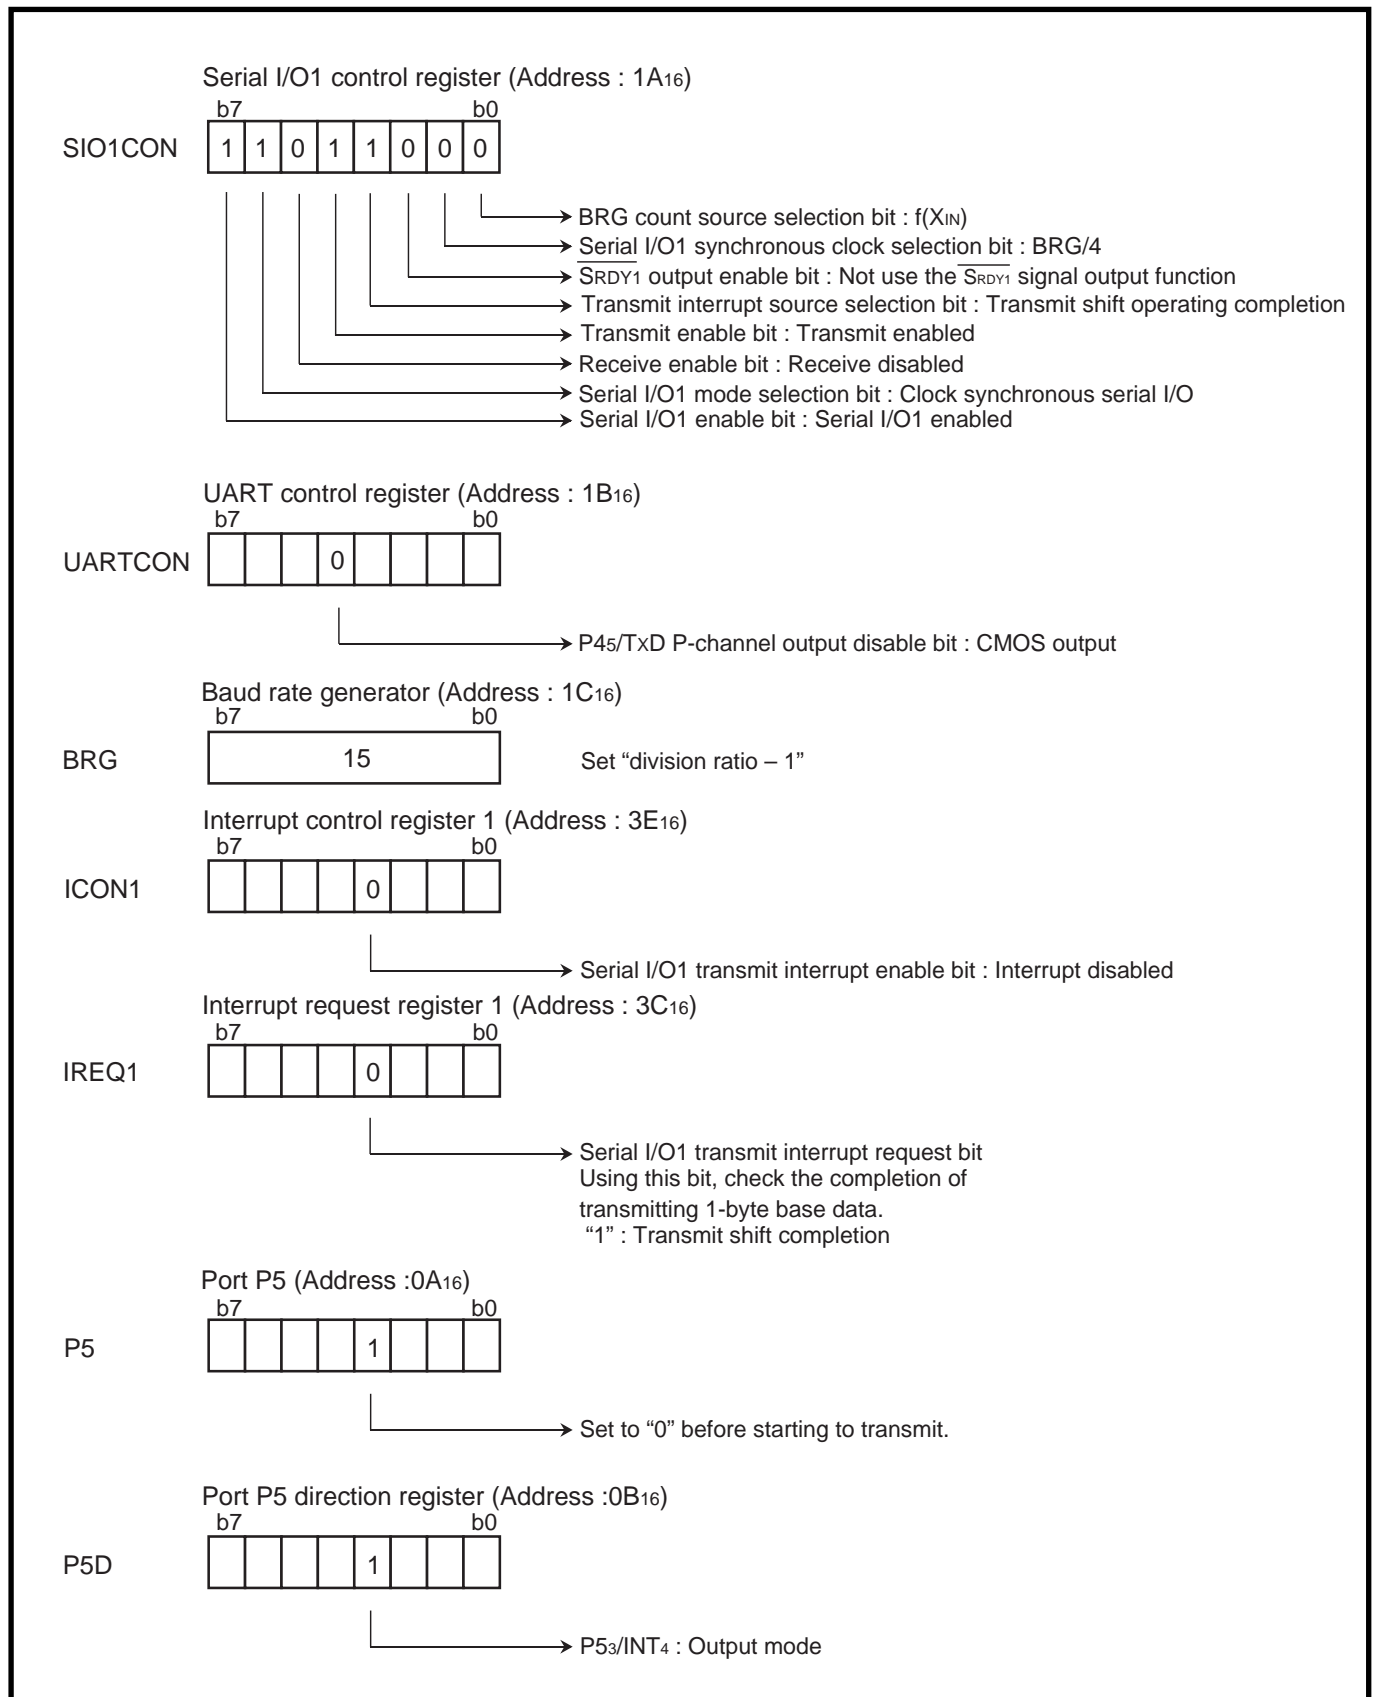 Serial I/O1 control register (Address : 1A16)
b7 b0
SIO1CON 1 1 0 1 1 0 0 0
BRG count source selection bit : f(XIN)
Serial I/O1 synchronous clock selection bit : BRG/4
SRDY1 output enable bit : Not use the SRDY1 signal output function
Transmit interrupt source selection bit : Transmit shift operating completion
Transmit enable bit : Transmit enabled
Receive enable bit : Receive disabled
Serial I/O1 mode selection bit : Clock synchronous serial I/O
Serial I/O1 enable bit : Serial I/O1 enabled
UART control register (Address : 1B16)
b7 b0
UARTCON 0
P45/TXD P-channel output disable bit : CMOS output
Baud rate generator (Address : 1C16)
b7 b0
BRG 15 Set “division ratio – 1”
Interrupt control register 1 (Address : 3E16)
b7 b0
ICON1 0
Serial I/O1 transmit interrupt enable bit : Interrupt disabled
Interrupt request register 1 (Address : 3C16)
b7 b0
IREQ1 0
Serial I/O1 transmit interrupt request bit
Using this bit, check the completion of
transmitting 1-byte base data.
“1” : Transmit shift completion
Port P5 (Address :0A16)
b7 b0
P5 1
Set to “0” before starting to transmit.
Port P5 direction register (Address :0B16)
b7 b0
P5D 1
P53/INT4 : Output mode